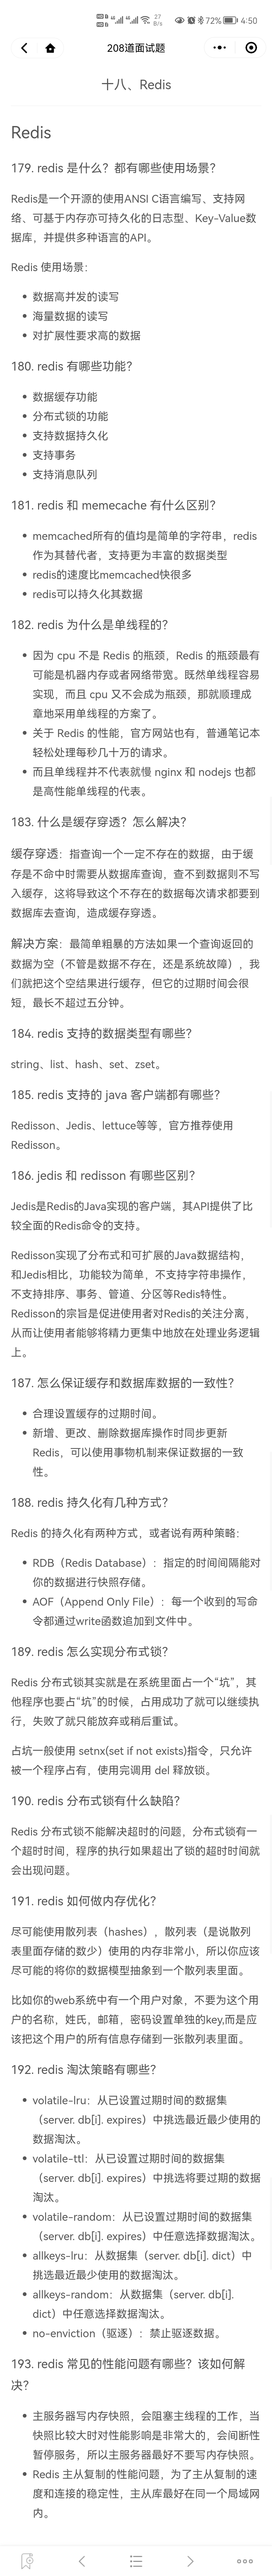 27 B/s 72% 4:50
208道面试题
十八、Redis
Redis
179. redis 是什么？都有哪些使用场景？
Redis是一个开源的使用ANSI C语言编写、支持网
络、可基于内存亦可持久化的日志型、Key-Value数
据库，并提供多种语言的API。
Redis 使用场景：
• 数据高并发的读写
• 海量数据的读写
• 对扩展性要求高的数据
180. redis 有哪些功能？
• 数据缓存功能
• 分布式锁的功能
• 支持数据持久化
• 支持事务
• 支持消息队列
181. redis 和 memecache 有什么区别？
• memcached所有的值均是简单的字符串，redis
作为其替代者，支持更为丰富的数据类型
• redis的速度比memcached快很多
• redis可以持久化其数据
182. redis 为什么是单线程的？
• 因为 cpu 不是 Redis 的瓶颈，Redis 的瓶颈最有
可能是机器内存或者网络带宽。既然单线程容易
实现，而且 cpu 又不会成为瓶颈，那就顺理成
章地采用单线程的方案了。
• 关于 Redis 的性能，官方网站也有，普通笔记本
轻松处理每秒几十万的请求。
• 而且单线程并不代表就慢 nginx 和 nodejs 也都
是高性能单线程的代表。
183. 什么是缓存穿透？怎么解决？
缓存穿透：指查询一个一定不存在的数据，由于缓
存是不命中时需要从数据库查询，查不到数据则不写
入缓存，这将导致这个不存在的数据每次请求都要到
数据库去查询，造成缓存穿透。
解决方案：最简单粗暴的方法如果一个查询返回的
数据为空（不管是数据不存在，还是系统故障），我
们就把这个空结果进行缓存，但它的过期时间会很
短，最长不超过五分钟。
184. redis 支持的数据类型有哪些？
string、list、hash、set、zset。
185. redis 支持的 java 客户端都有哪些？
Redisson、Jedis、lettuce等等，官方推荐使用
Redisson。
186. jedis 和 redisson 有哪些区别？
Jedis是Redis的Java实现的客户端，其API提供了比
较全面的Redis命令的支持。
Redisson实现了分布式和可扩展的Java数据结构，
和Jedis相比，功能较为简单，不支持字符串操作，
不支持排序、事务、管道、分区等Redis特性。
Redisson的宗旨是促进使用者对Redis的关注分离，
从而让使用者能够将精力更集中地放在处理业务逻辑
上。
187. 怎么保证缓存和数据库数据的一致性？
• 合理设置缓存的过期时间。
• 新增、更改、删除数据库操作时同步更新
Redis，可以使用事物机制来保证数据的一致
性。
188. redis 持久化有几种方式？
Redis 的持久化有两种方式，或者说有两种策略：
• RDB（Redis Database）：指定的时间间隔能对
你的数据进行快照存储。
• AOF（Append Only File）：每一个收到的写命
令都通过write函数追加到文件中。
189. redis 怎么实现分布式锁？
Redis 分布式锁其实就是在系统里面占一个“坑”，其
他程序也要占“坑”的时候，占用成功了就可以继续执
行，失败了就只能放弃或稍后重试。
占坑一般使用 setnx(set if not exists)指令，只允许
被一个程序占有，使用完调用 del 释放锁。
190. redis 分布式锁有什么缺陷？
Redis 分布式锁不能解决超时的问题，分布式锁有一
个超时时间，程序的执行如果超出了锁的超时时间就
会出现问题。
191. redis 如何做内存优化？
尽可能使用散列表（hashes），散列表（是说散列
表里面存储的数少）使用的内存非常小，所以你应该
尽可能的将你的数据模型抽象到一个散列表里面。
比如你的web系统中有一个用户对象，不要为这个用
户的名称，姓氏，邮箱，密码设置单独的key,而是应
该把这个用户的所有信息存储到一张散列表里面。
192. redis 淘汰策略有哪些？
• volatile-lru：从已设置过期时间的数据集
（server. db[i]. expires）中挑选最近最少使用的
数据淘汰。
• volatile-ttl：从已设置过期时间的数据集
（server. db[i]. expires）中挑选将要过期的数据
淘汰。
• volatile-random：从已设置过期时间的数据集
（server. db[i]. expires）中任意选择数据淘汰。
• allkeys-lru：从数据集（server. db[i]. dict）中
挑选最近最少使用的数据淘汰。
• allkeys-random：从数据集（server. db[i].
dict）中任意选择数据淘汰。
• no-enviction（驱逐）：禁止驱逐数据。
193. redis 常见的性能问题有哪些？该如何解
决？
• 主服务器写内存快照，会阻塞主线程的工作，当
快照比较大时对性能影响是非常大的，会间断性
暂停服务，所以主服务器最好不要写内存快照。
• Redis 主从复制的性能问题，为了主从复制的速
度和连接的稳定性，主从库最好在同一个局域网
内。